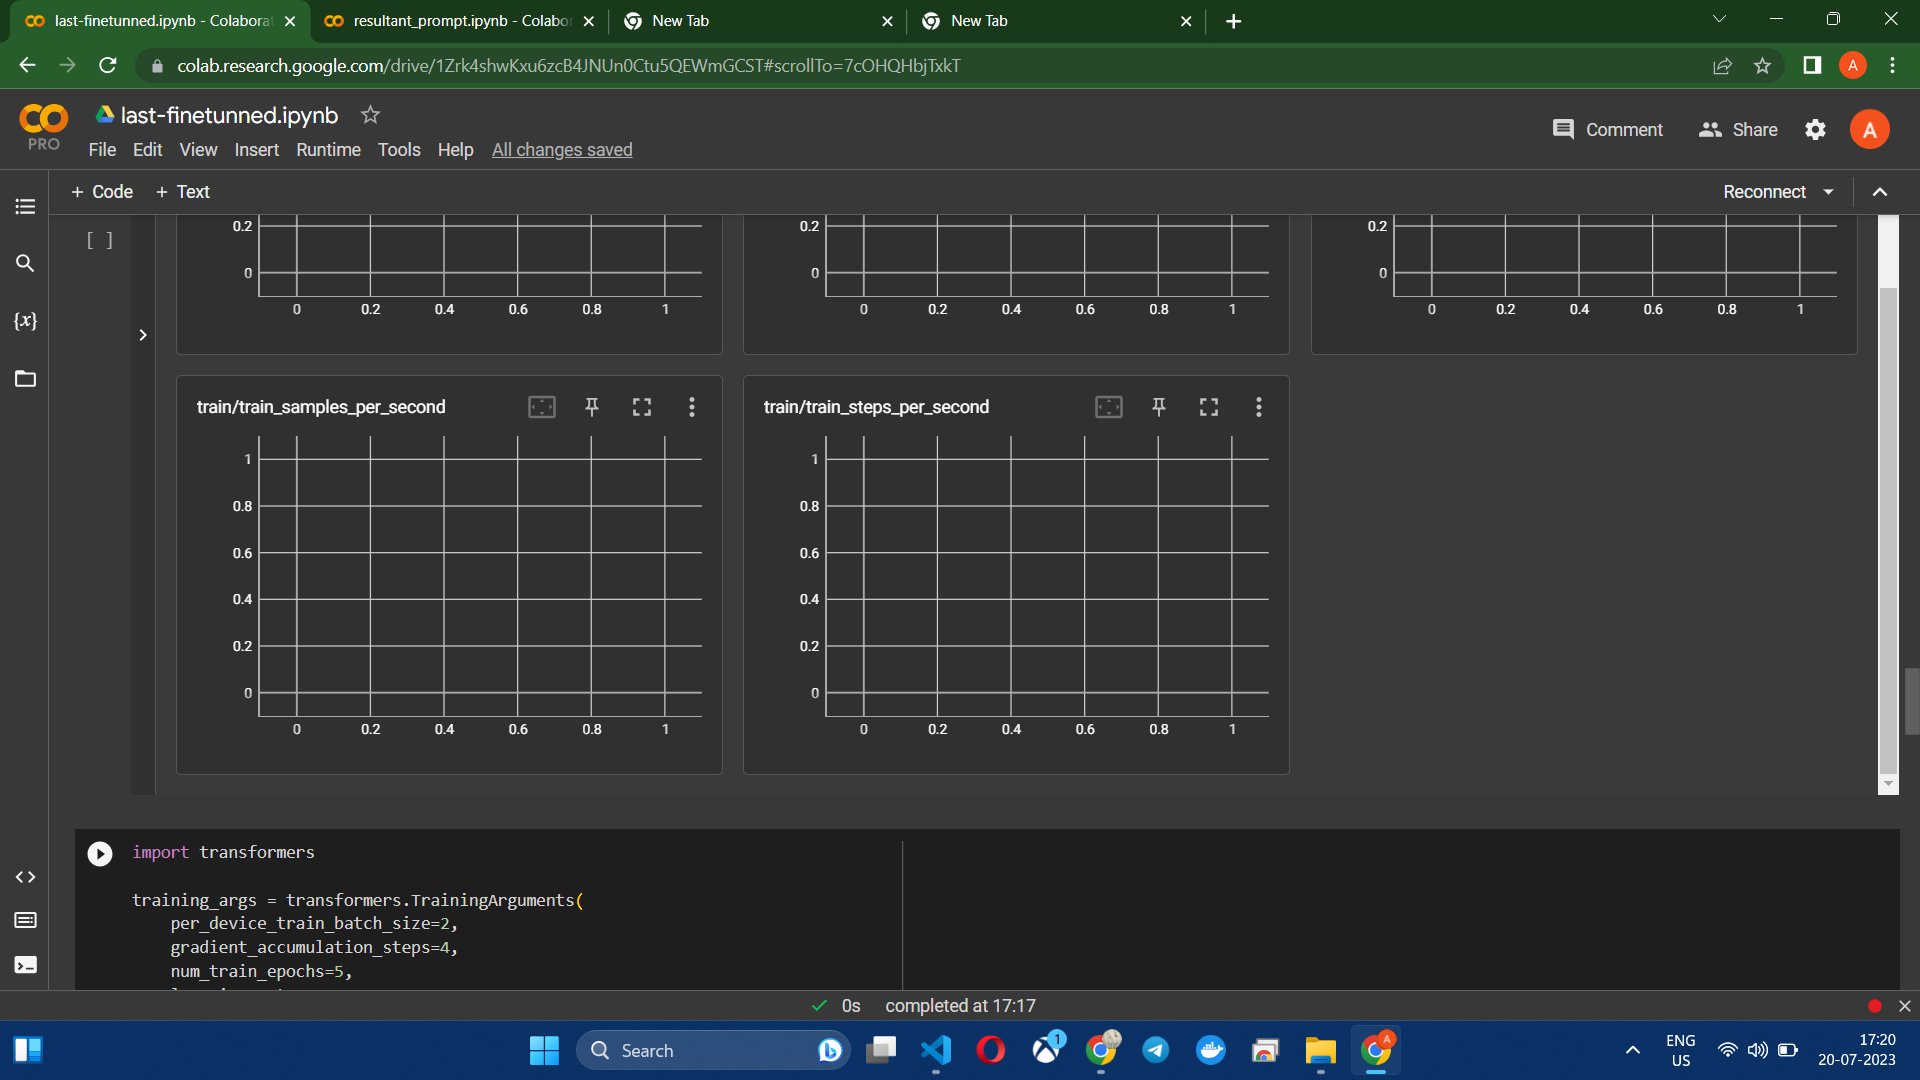 last-finetunned.ipynb - Colaborat
resultant_prompt.ipynb - Colabo
New Tab
New Tab
colab.research.google.com/drive/1Zrk4shwKxu6zcB4JNUn0Ctu5QEWmGCST#scrollTo=7cOHQHbjTxkT
A
PRO
last-finetunned.ipynb
File Edit View Insert Runtime Tools Help All changes saved
Comment
Share
A
+ Code + Text
Reconnect
[ ]
{x}
0.2
0
0 0.2 0.4 0.6 0.8 1
0.2
0
0 0.2 0.4 0.6 0.8 1
0.2
0
0 0.2 0.4 0.6 0.8 1
train/train_samples_per_second
1
0.8
0.6
0.4
0.2
0
0 0.2 0.4 0.6 0.8 1
train/train_steps_per_second
1
0.8
0.6
0.4
0.2
0
0 0.2 0.4 0.6 0.8 1
import transformers
training_args = transformers.TrainingArguments(
per_device_train_batch_size=2,
gradient_accumulation_steps=4,
num_train_epochs=5,
0s completed at 17:17
Search
1
A
ENG
US
17:20
20-07-2023